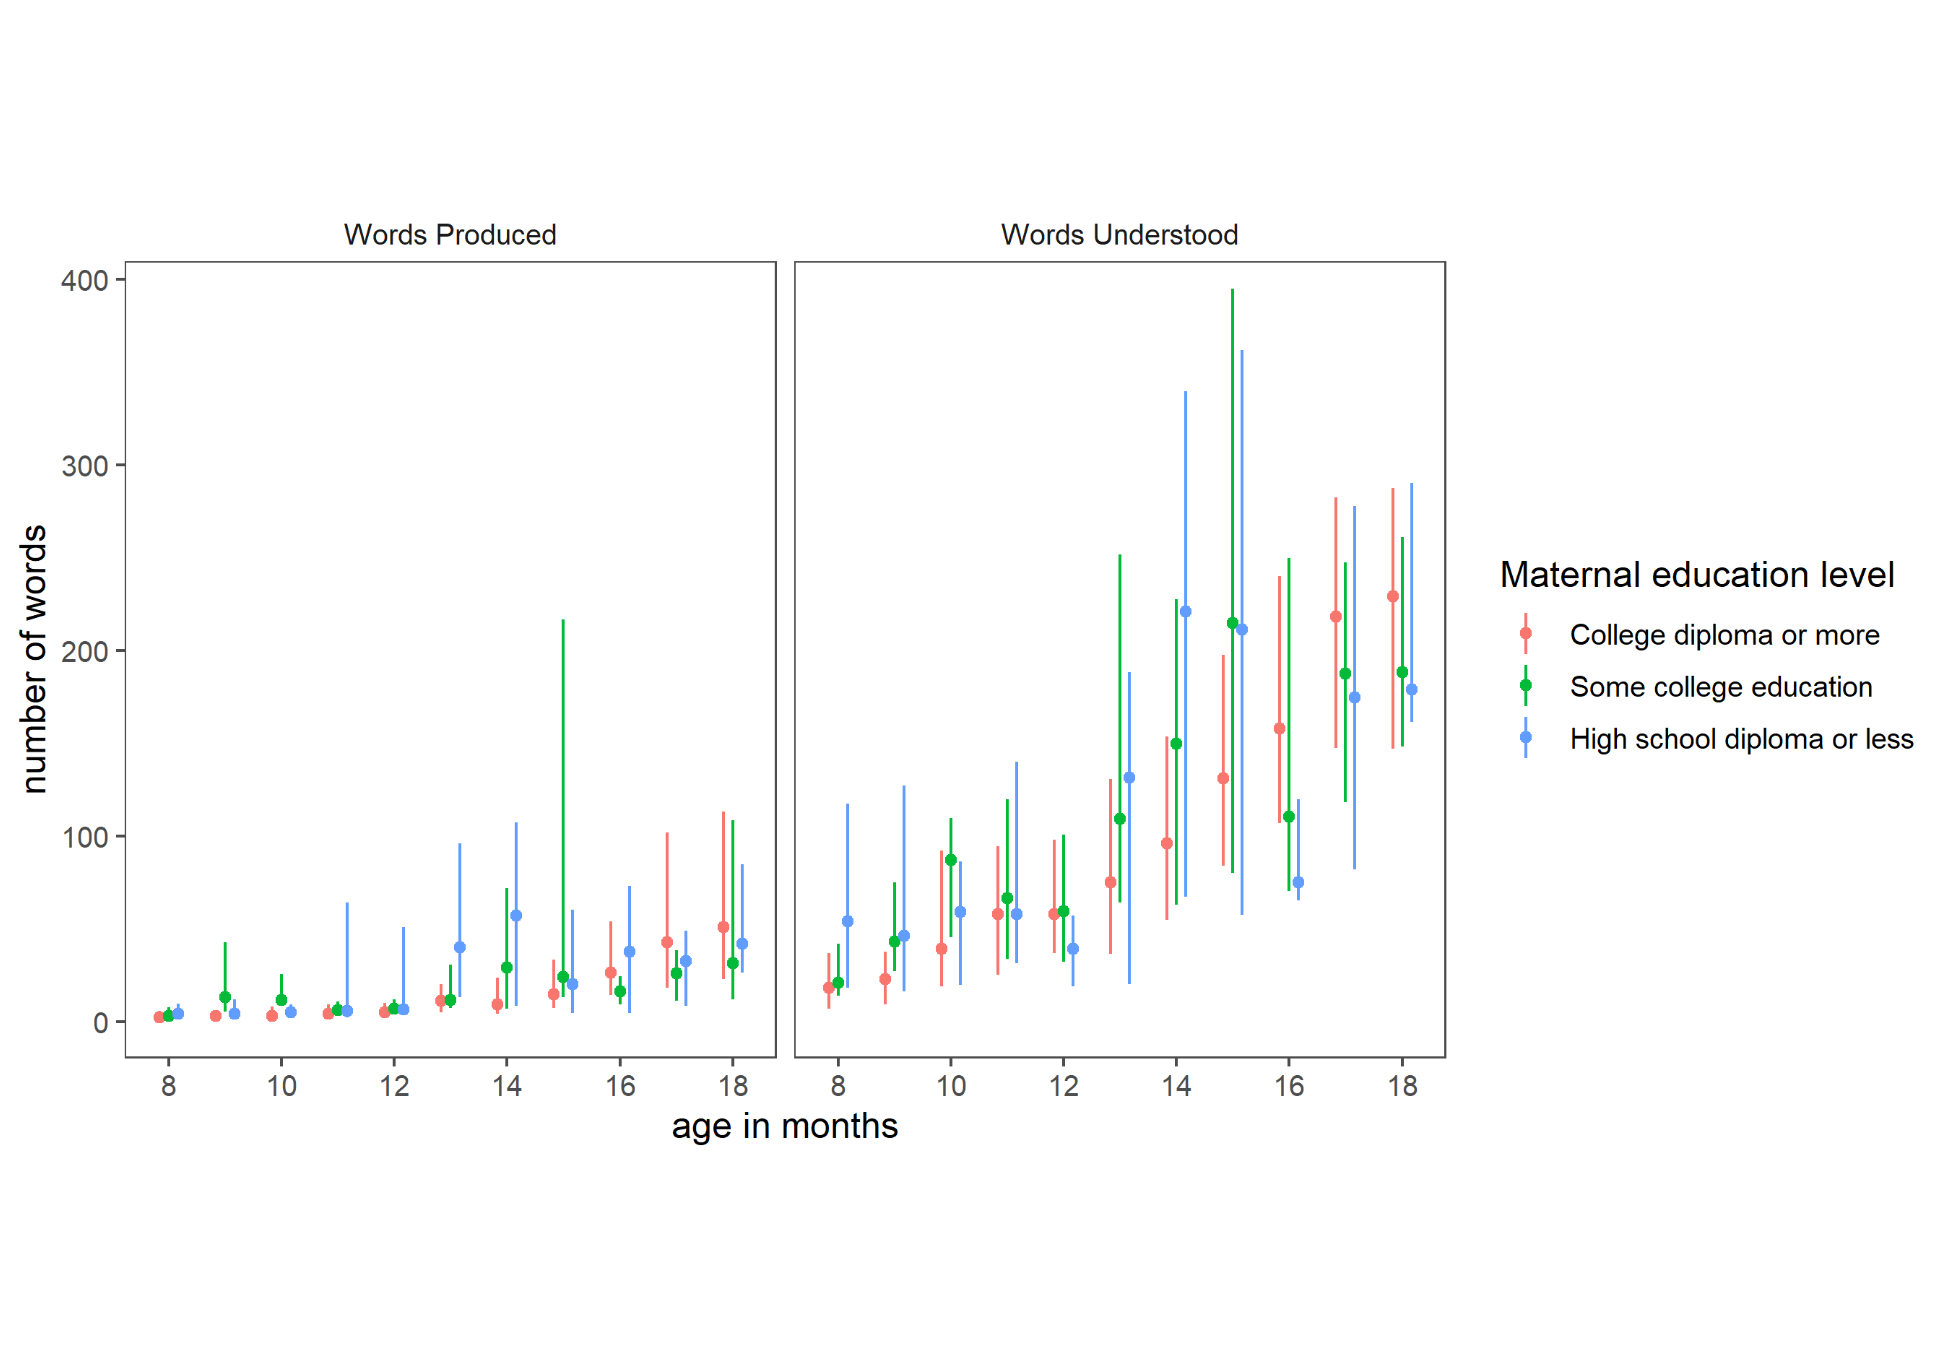 Words Produced
Words Understood
400
300
200
100
0
number of words
8 10 12 14 16 18
8 10 12 14 16 18
age in months
Maternal education level
College diploma or more
Some college education
High school diploma or less